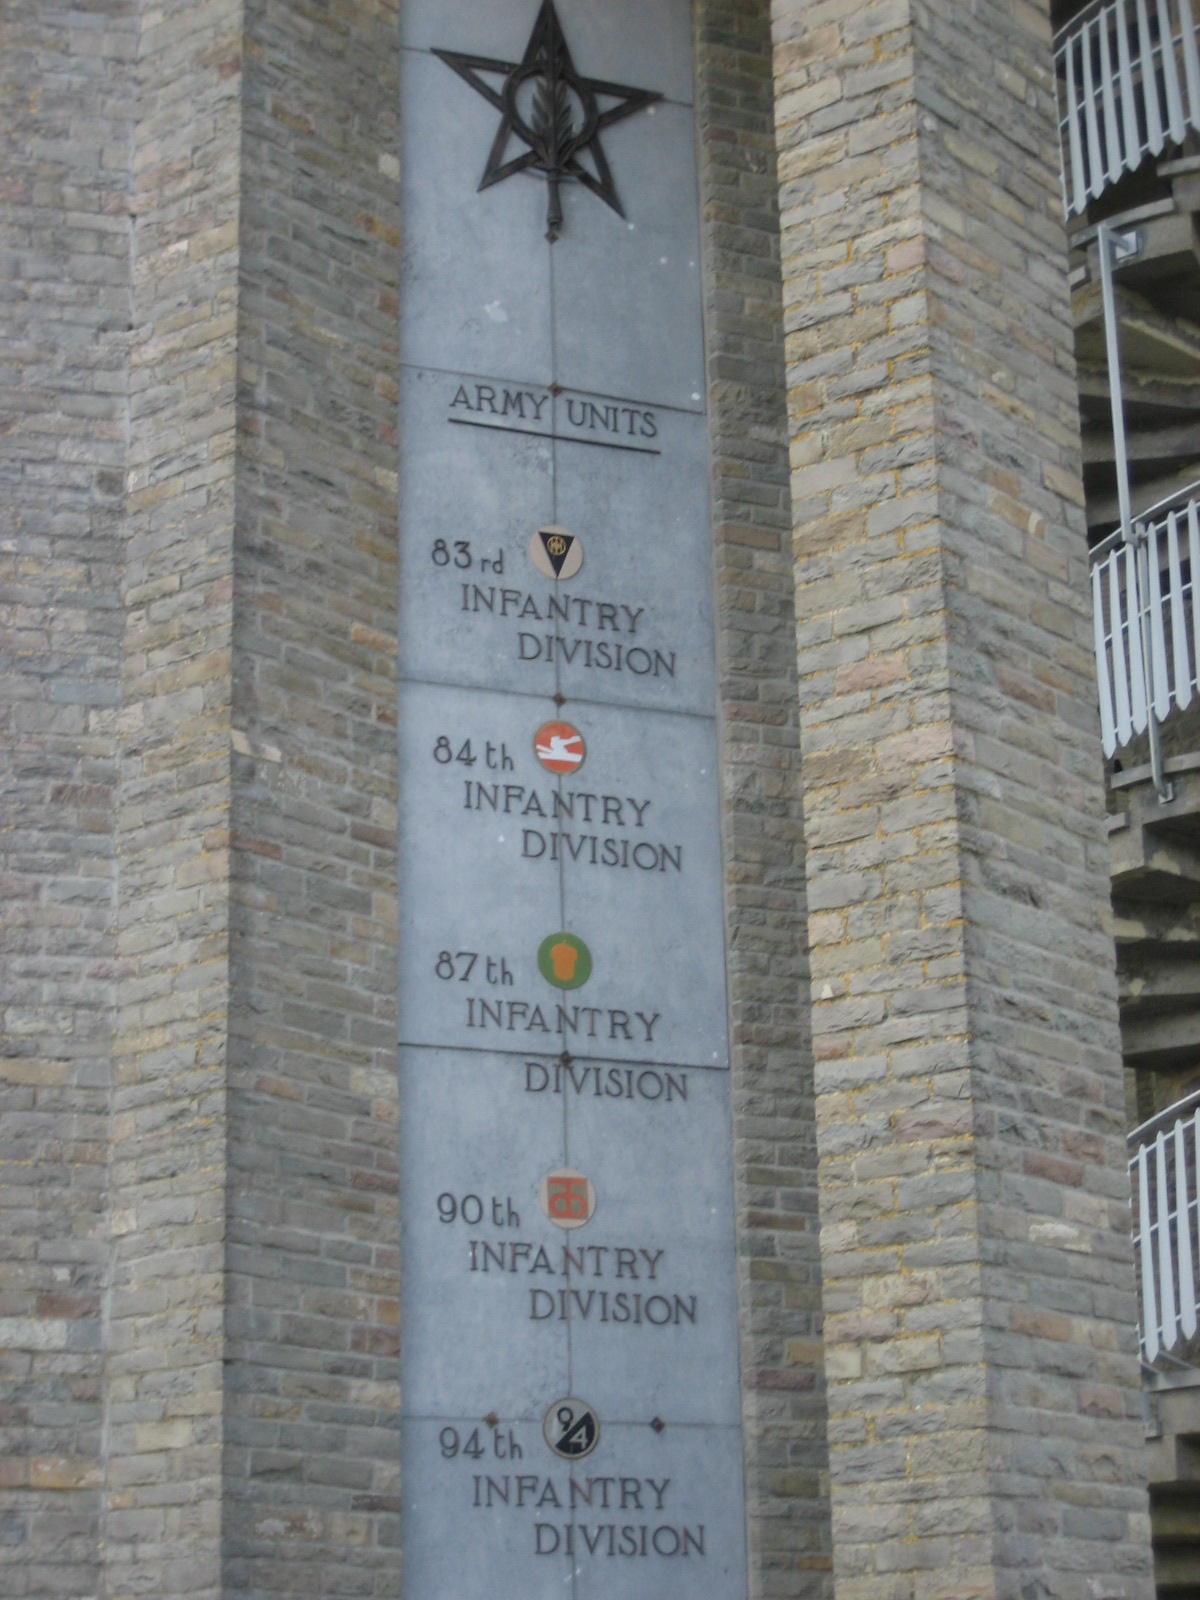 ARMY UNITS
83rd
INFANTRY
DIVISION
84th
INFANTRY
DIVISION
87th
INFANTRY
DIVISION
90th
INFANTRY
DIVISION
94th
94
INFANTRY
DIVISION